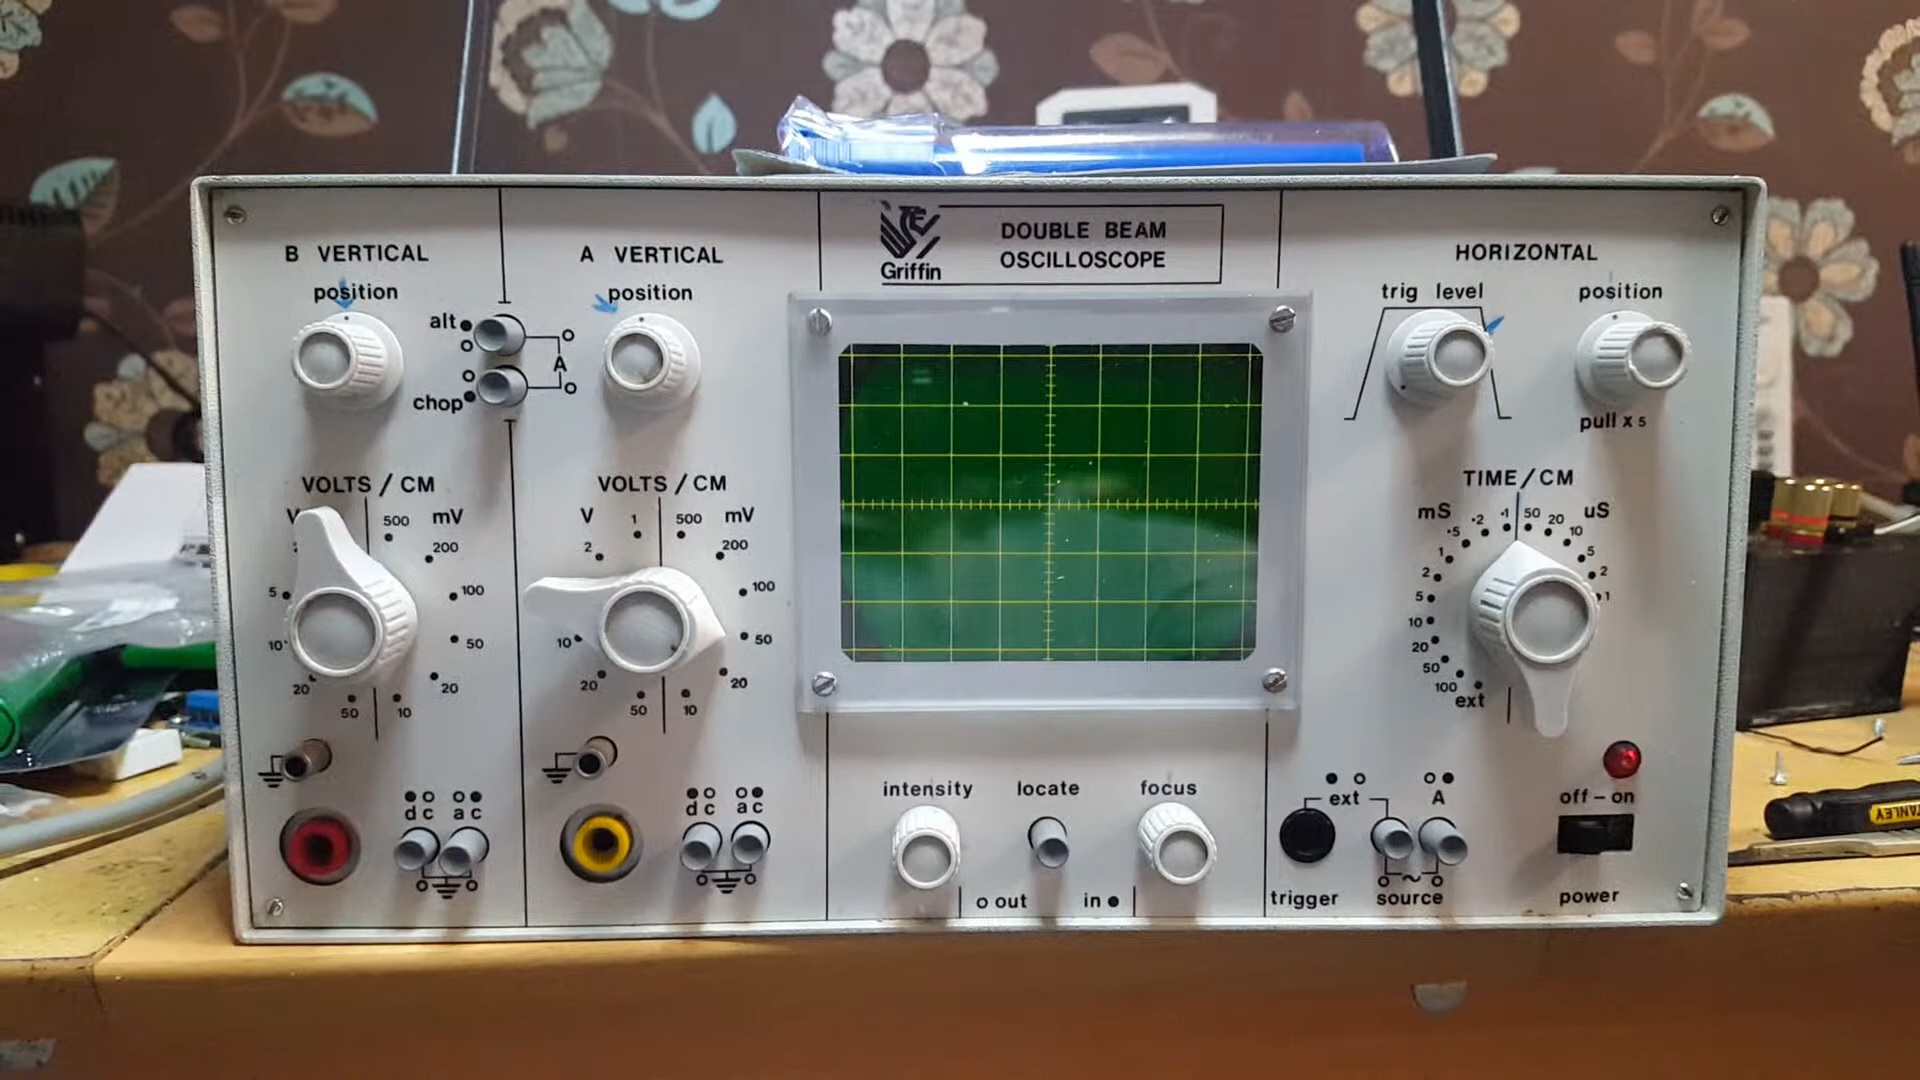 B VERTICAL
position
alt
chop
A
VOLTS / CM
V
500
mV
200
100
50
20
10
50
20
10
5
d c
a c
A VERTICAL
position
VOLTS / CM
V
1
500
mV
2
200
100
50
20
10
50
20
10
d c
a c
Griffin
DOUBLE BEAM
OSCILLOSCOPE
intensity
locate
focus
out
in
HORIZONTAL
trig level
position
pull x 5
TIME/CM
mS
·5
·2
·1
50
20
10
uS
5
2
1
1
2
5
10
20
50
100
ext
ext
A
off – on
trigger
source
power
STANLEY